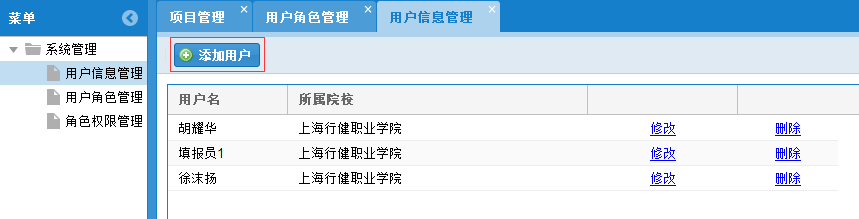 菜单
系统管理
用户信息管理
用户角色管理
角色权限管理
项目管理 用户角色管理 用户信息管理
添加用户
用户名 所属院校
胡耀华 上海行健职业学院 修改 删除
填报员1 上海行健职业学院 修改 删除
徐沫扬 上海行健职业学院 修改 删除